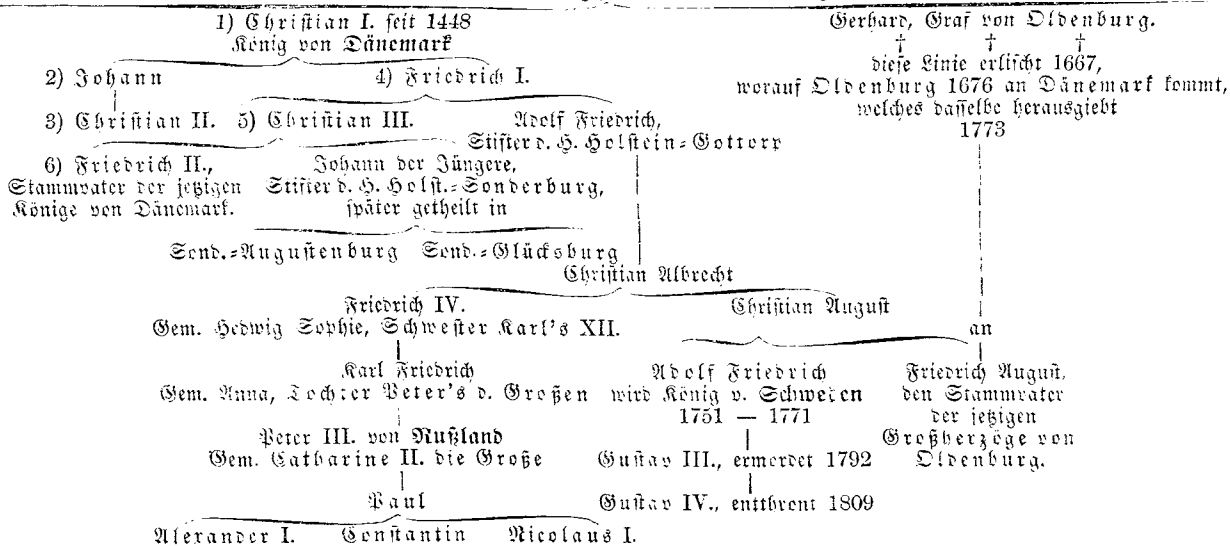 1) Chriſtian I. ſeit 1448
König von Dänemark
Gerhard, Graf von Oldenburg.
† † †
dieſe Linie erliſcht 1667,
worauf Oldenburg 1676 an Dänemark kommt,
welches daſſelbe herausgiebt
1773
2) Johann 4) Friedrich I.
3) Chriſtian II. 5) Chriſtian III. Adolf Friedrich,
Stifter d. H. Holſtein-Gottorp
6) Friedrich II.,
Stammvater der jetzigen
Könige von Dänemark.
Johann der Jüngere,
Stifter d. H. Holſt.-Sonderburg,
ſpäter getheilt in
Sond.-Auguſtenburg Sond.-Glücksburg
Chriſtian Albrecht
Friedrich IV.
Gem. Hedwig Sophie, Schweſter Karl's XII.
Chriſtian Auguſt
an
Karl Friedrich
Gem. Anna, Tochter Peter's d. Großen
Adolf Friedrich
wird König v. Schweden
1751 — 1771
Friedrich Auguſt,
den Stammvater
der jetzigen
Großherzöge von
Oldenburg.
Peter III. von Rußland
Gem. Catharine II. die Große
Guſtav III., ermordet 1792
Paul
Guſtav IV., entthront 1809
Alexander I. Conſtantin Nicolaus I.